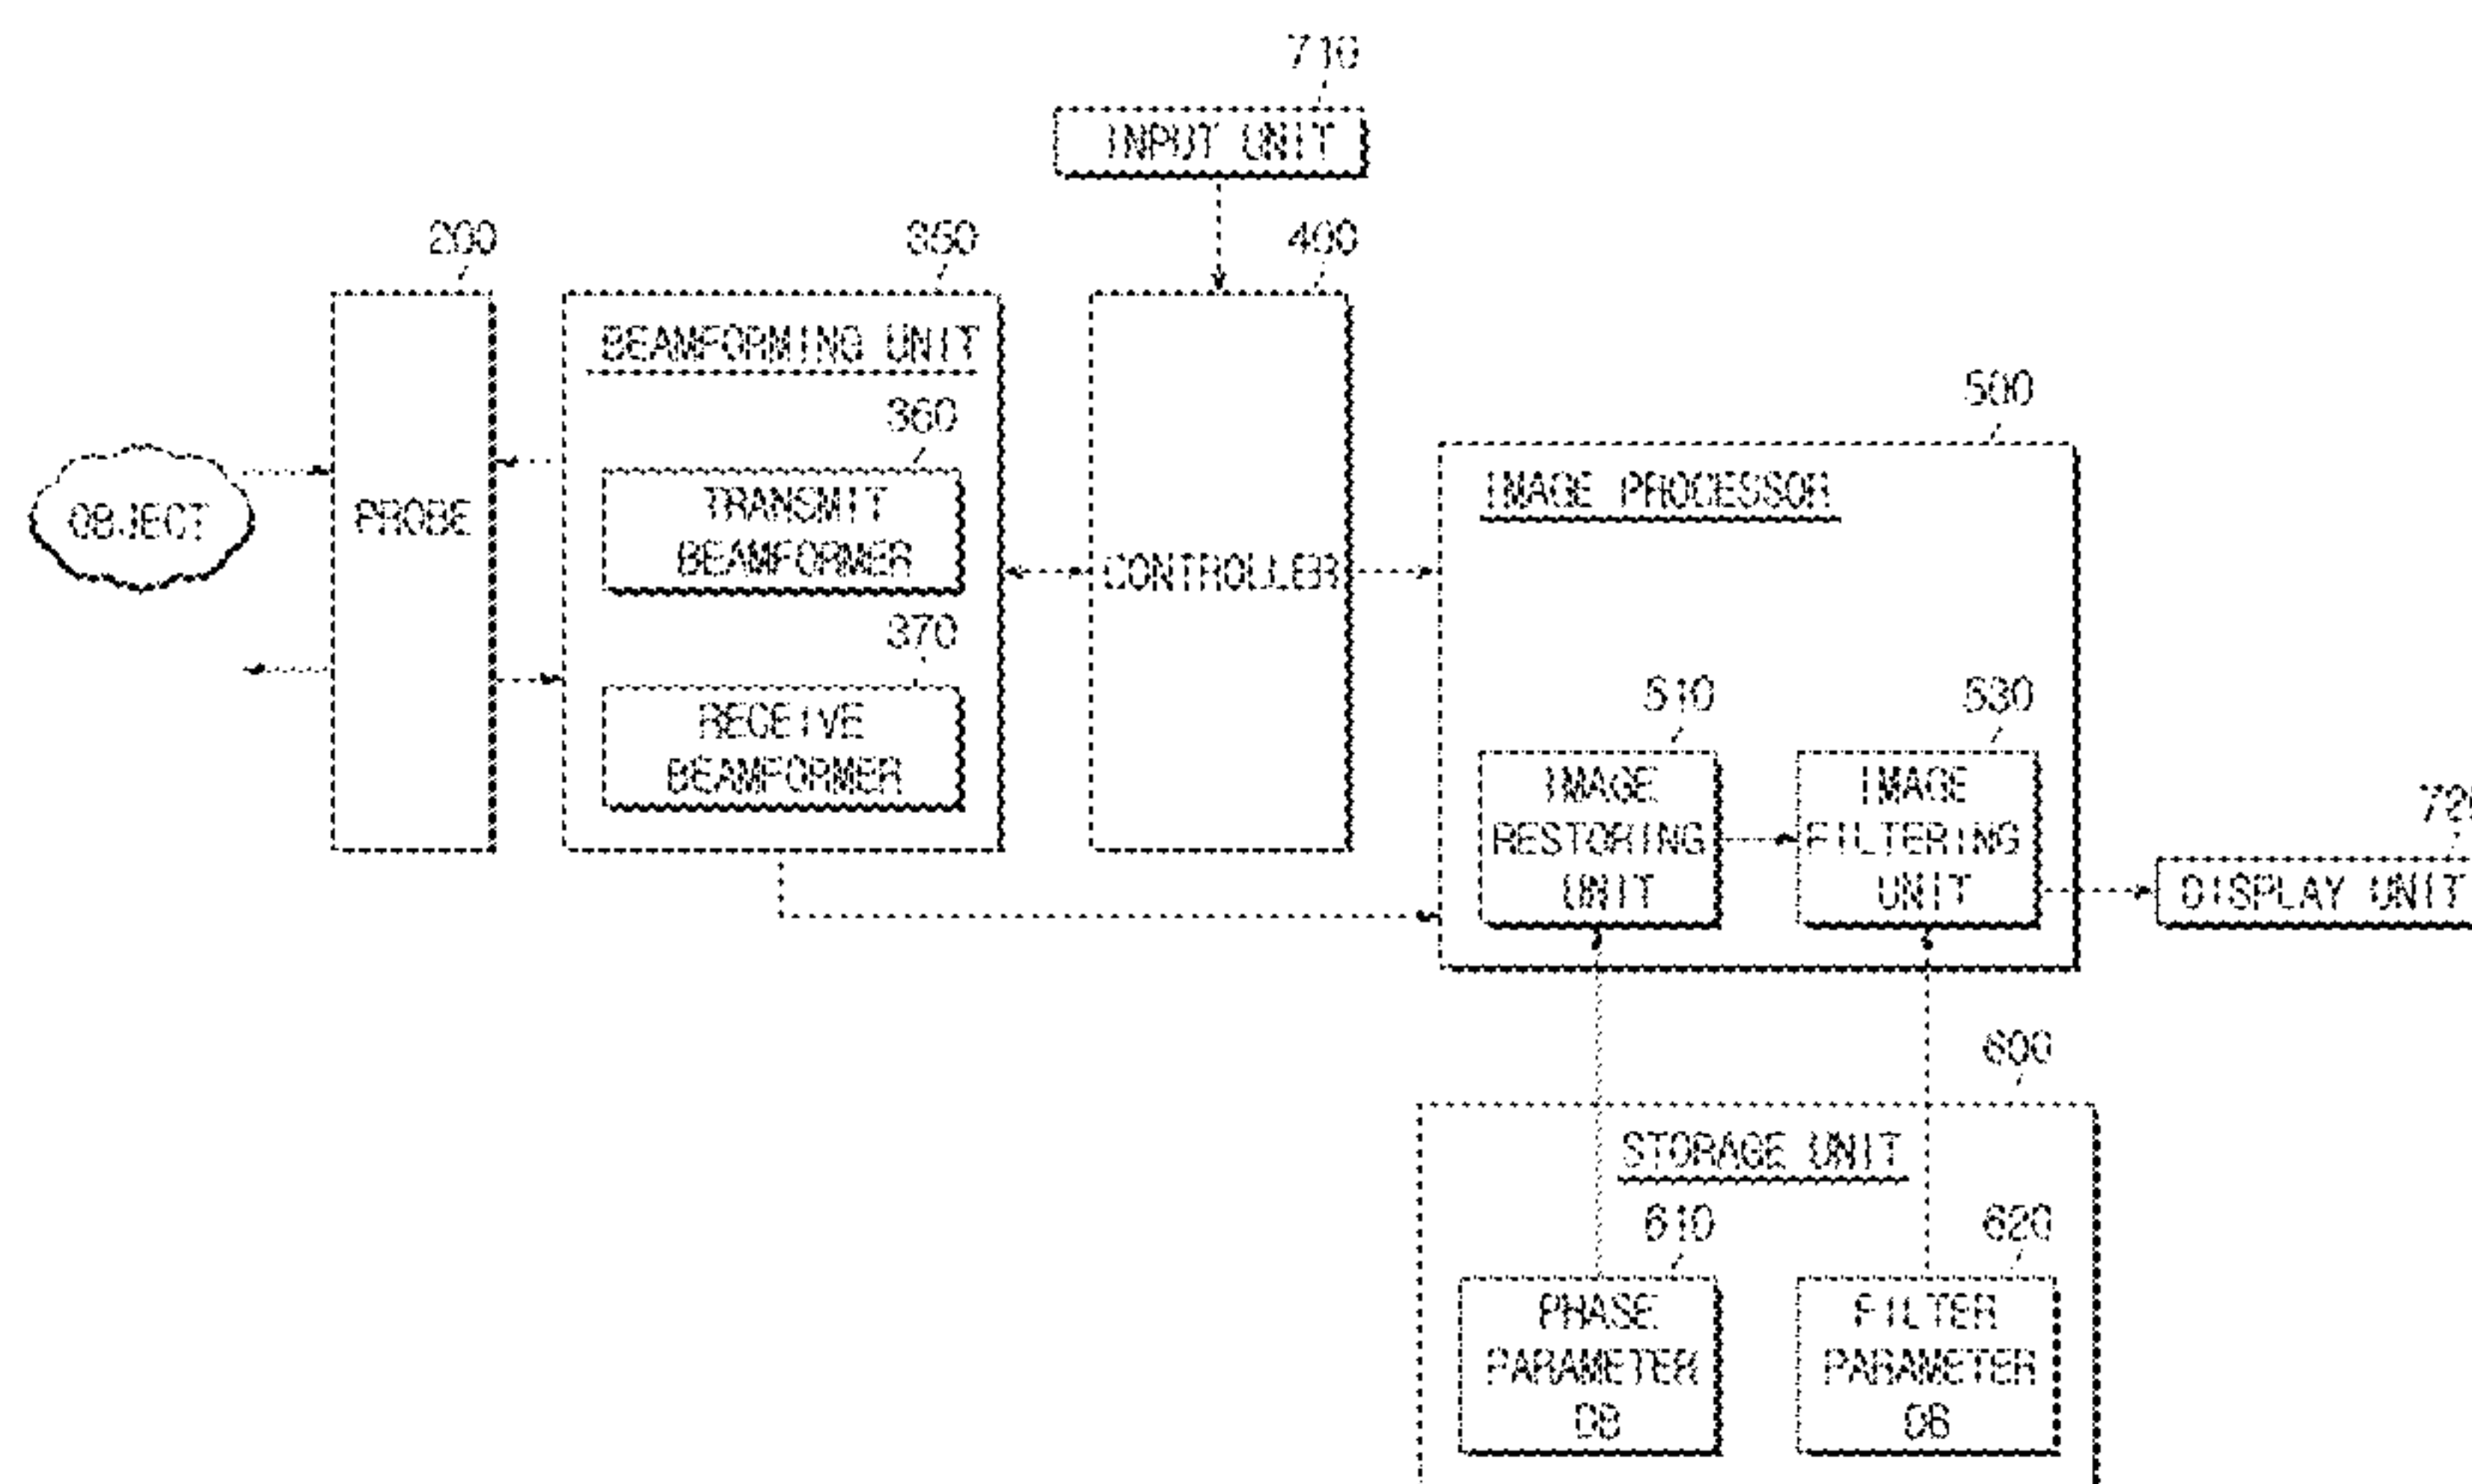 710
INPUT UNIT
200
350
400
BEAMFORMING UNIT
360
500
TRANSMIT
BEAMFORMER
IMAGE PROCESSOR
OBJECT
PROBE
CONTROLLER
370
RECEIVE
BEAMFORMER
510
530
IMAGE
RESTORING
UNIT
IMAGE
FILTERING
UNIT
DISPLAY UNIT
600
STORAGE UNIT
610
620
PHASE
PARAMETER
DB
FILTER
PARAMETER
DB